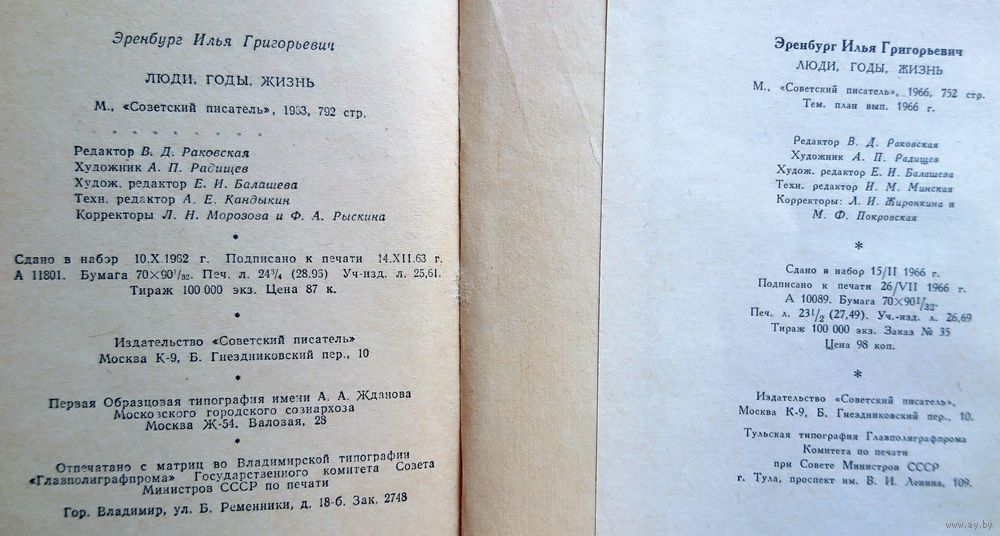 Эренбург Илья Григорьевич
ЛЮДИ, ГОДЫ, ЖИЗНЬ
М., «Советский писатель», 1963, 792 стр.
Редактор В. Д. Раковская
Художник А. П. Радищев
Худож. редактор Е. И. Балашева
Техн. редактор А. Е. Кандыкин
Корректоры Л. Н. Морозова и Ф. А. Рыскина
*
Сдано в набор 10.X 1962 г. Подписано к печати 14.XII.63 г.
А 11801. Бумага 70×90¹/₃₂. Печ. л. 24³/₄ (28.96) Уч-изд. л. 25,61.
Тираж 100 000 экз. Цена 87 к.
*
Издательство «Советский писатель»
Москва К-9, Б. Гнездниковский пер., 10
*
Первая Образцовая типография имени А. А. Жданова
Московского городского совнархоза
Москва Ж-54. Валовая, 28
*
Отпечатано с матриц во Владимирской типографии
«Главполиграфпрома» Государственного комитета Совета
Министров СССР по печати
Гор. Владимир, ул. Б. Ременники, д. 18-б. Зак. 2748
Эренбург Илья Григорьевич
ЛЮДИ, ГОДЫ, ЖИЗНЬ
М., «Советский писатель», 1966, 752 стр.
Тем. план вып. 1966 г.
Редактор В. Д. Раковская
Художник А. П. Радищев
Худож. редактор Е. И. Балашева
Техн. редактор И. М. Минская
Корректоры: Л. И. Жиронкина и
М. Ф. Покровская
*
Сдано в набор 15/II 1966 г.
Подписано к печати 26/VII 1966 г.
А 10089. Бумага 70×90¹/₃₂.
Печ. л. 23¹/₂ (27,49). Уч.-изд. л. 26,69
Тираж 100 000 экз. Заказ № 35
Цена 98 коп.
*
Издательство «Советский писатель»,
Москва К-9, Б. Гнездниковский пер., 10.
Тульская типография Главполиграфпрома
Комитета по печати
при Совете Министров СССР
г. Тула, проспект им. В. И. Ленина, 109.
www.ay.by